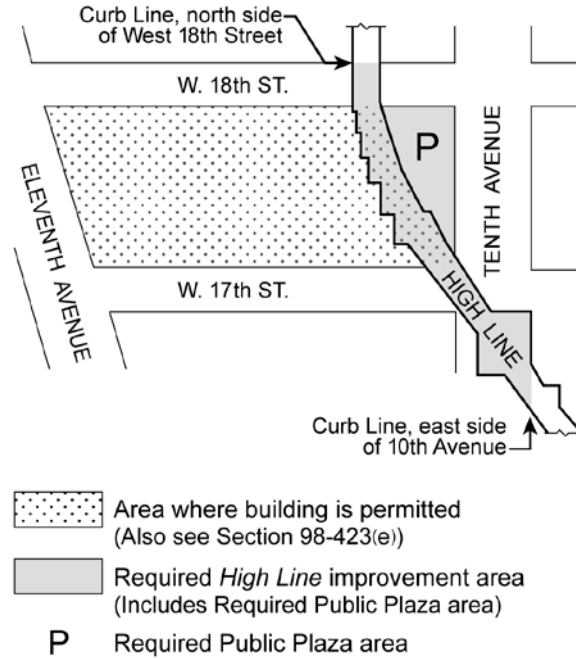 Curb Line, north side
of West 18th Street
W. 18th ST.
P
TENTH AVENUE
ELEVENTH AVENUE
HIGH LINE
W. 17th ST.
Curb Line, east side
of 10th Avenue
Area where building is permitted
(Also see Section 98-423(e))
Required High Line improvement area
(Includes Required Public Plaza area)
P Required Public Plaza area